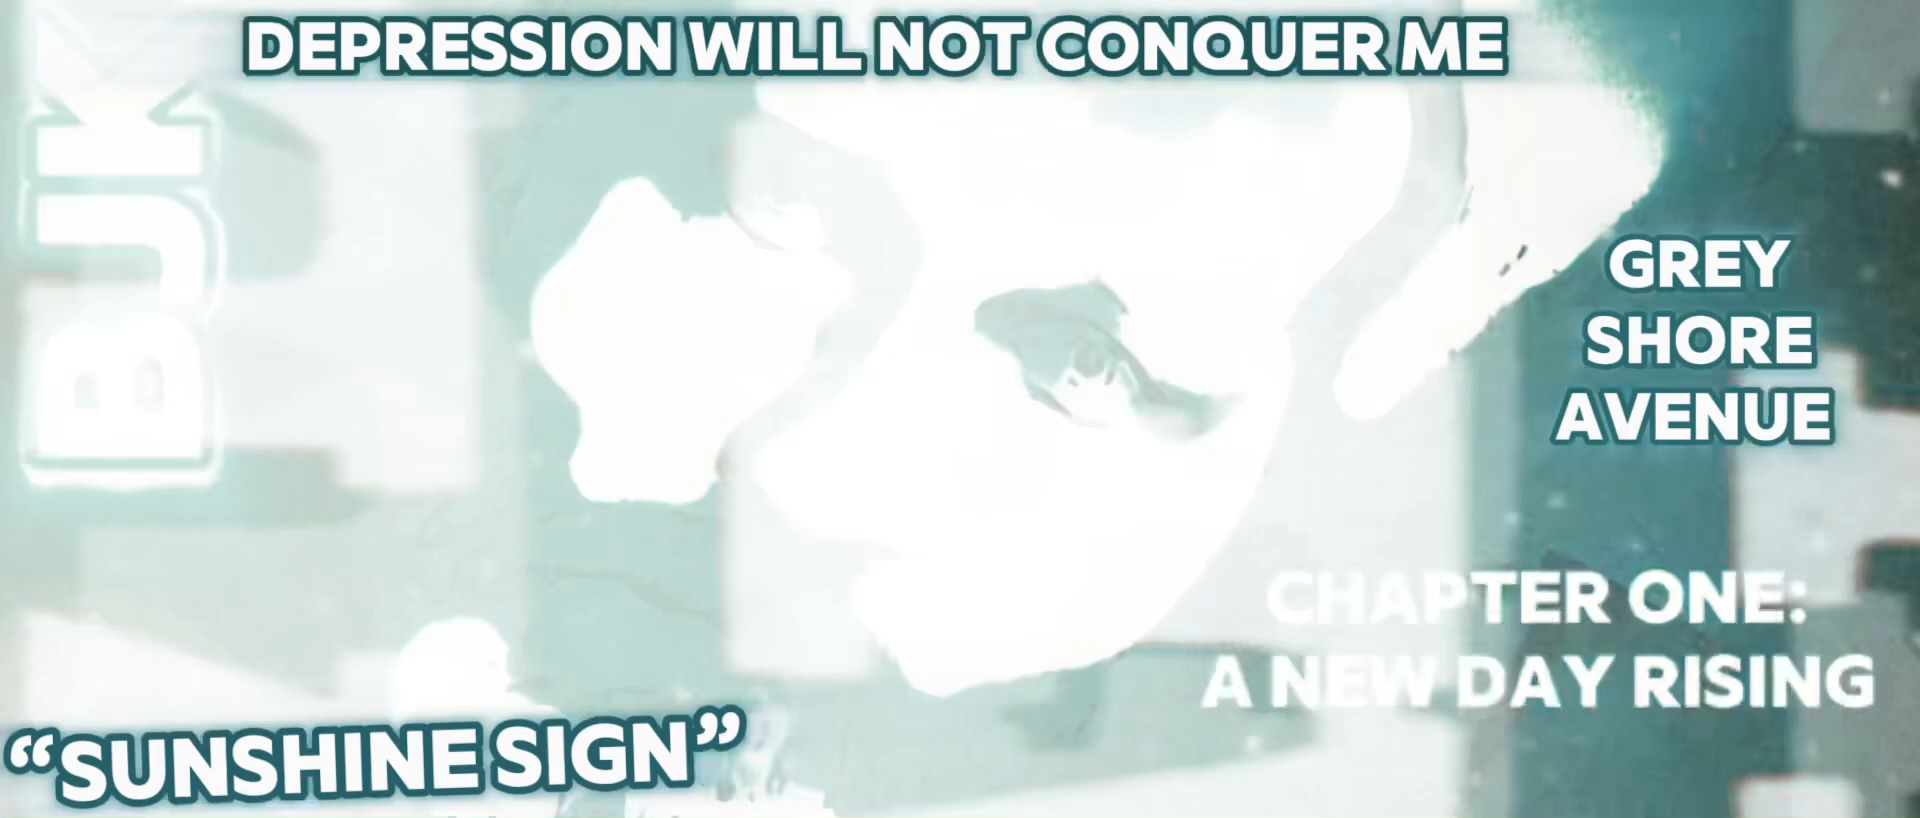 DEPRESSION WILL NOT CONQUER ME
BJK
GREY
SHORE
AVENUE
CHAPTER ONE:
A NEW DAY RISING
“SUNSHINE SIGN”